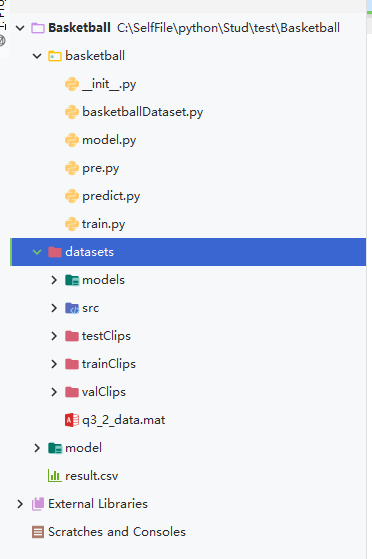 Basketball C:\SelfFile\python\Stud\test\Basketball
basketball
__init__.py
basketballDataset.py
model.py
pre.py
predict.py
train.py
datasets
models
src
testClips
trainClips
valClips
q3_2_data.mat
model
result.csv
External Libraries
Scratches and Consoles